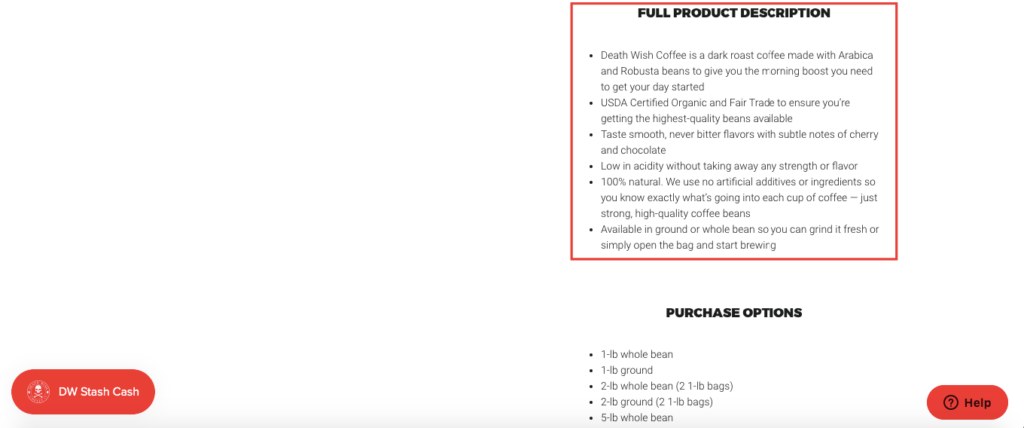 FULL PRODUCT DESCRIPTION
• Death Wish Coffee is a dark roast coffee made with Arabica
and Robusta beans to give you the morning boost you need
to get your day started
• USDA Certified Organic and Fair Trade to ensure you're
getting the highest-quality beans available
• Taste smooth, never bitter flavors with subtle notes of cherry
and chocolate
• Low in acidity without taking away any strength or flavor
• 100% natural. We use no artificial additives or ingredients so
you know exactly what's going into each cup of coffee — just
strong, high-quality coffee beans
• Available in ground or whole bean so you can grind it fresh or
simply open the bag and start brewing
PURCHASE OPTIONS
• 1-lb whole bean
• 1-lb ground
• 2-lb whole bean (2 1-lb bags)
• 2-lb ground (2 1-lb bags)
• 5-lb whole bean
DW Stash Cash
Help